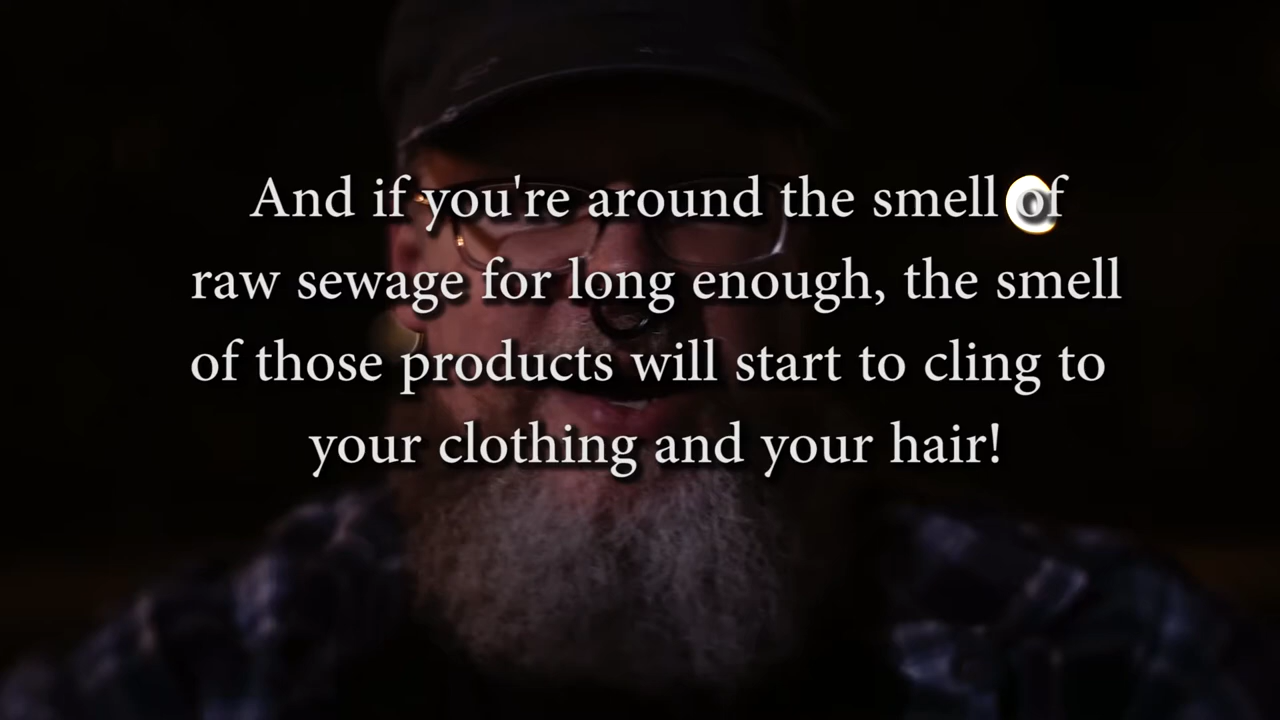 And if you're around the smell of
raw sewage for long enough, the smell
of those products will start to cling to
your clothing and your hair!